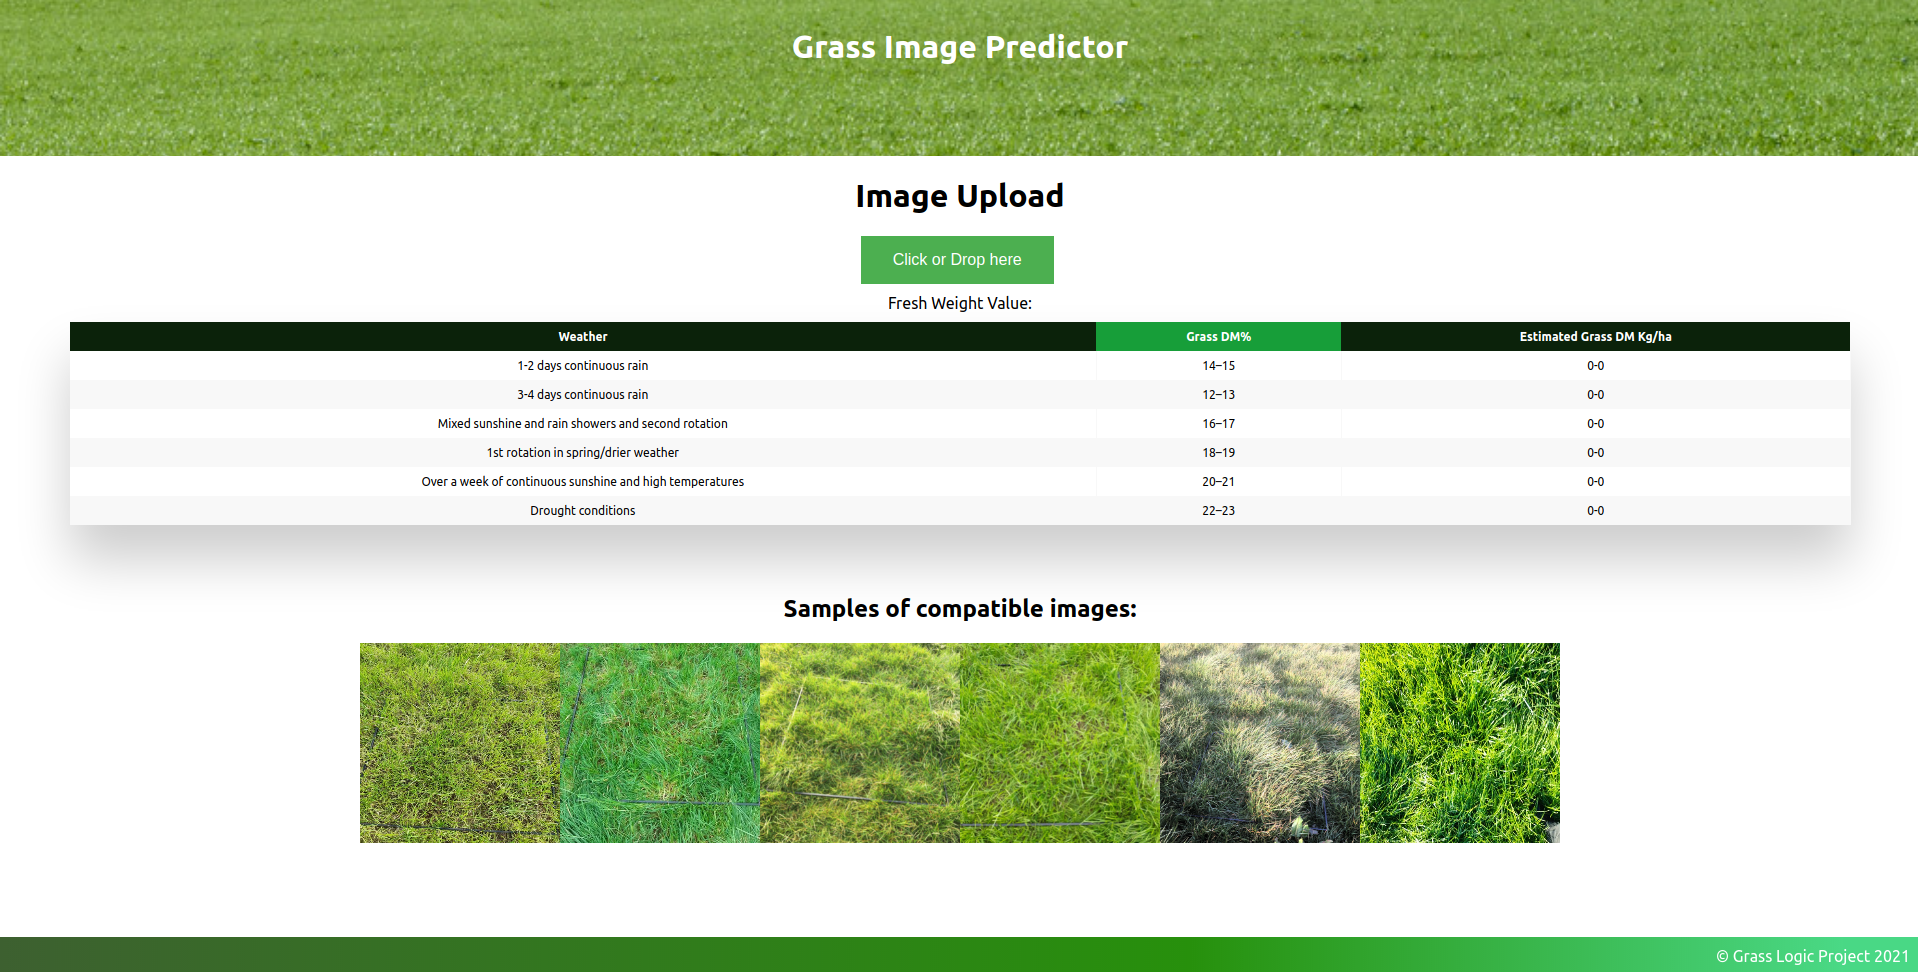 Grass Image Predictor
Image Upload
Click or Drop here
Fresh Weight Value:
Weather Grass DM% Estimated Grass DM Kg/ha
1-2 days continuous rain 14–15 0-0
3-4 days continuous rain 12–13 0-0
Mixed sunshine and rain showers and second rotation 16–17 0-0
1st rotation in spring/drier weather 18–19 0-0
Over a week of continuous sunshine and high temperatures 20–21 0-0
Drought conditions 22–23 0-0
Samples of compatible images:
© Grass Logic Project 2021